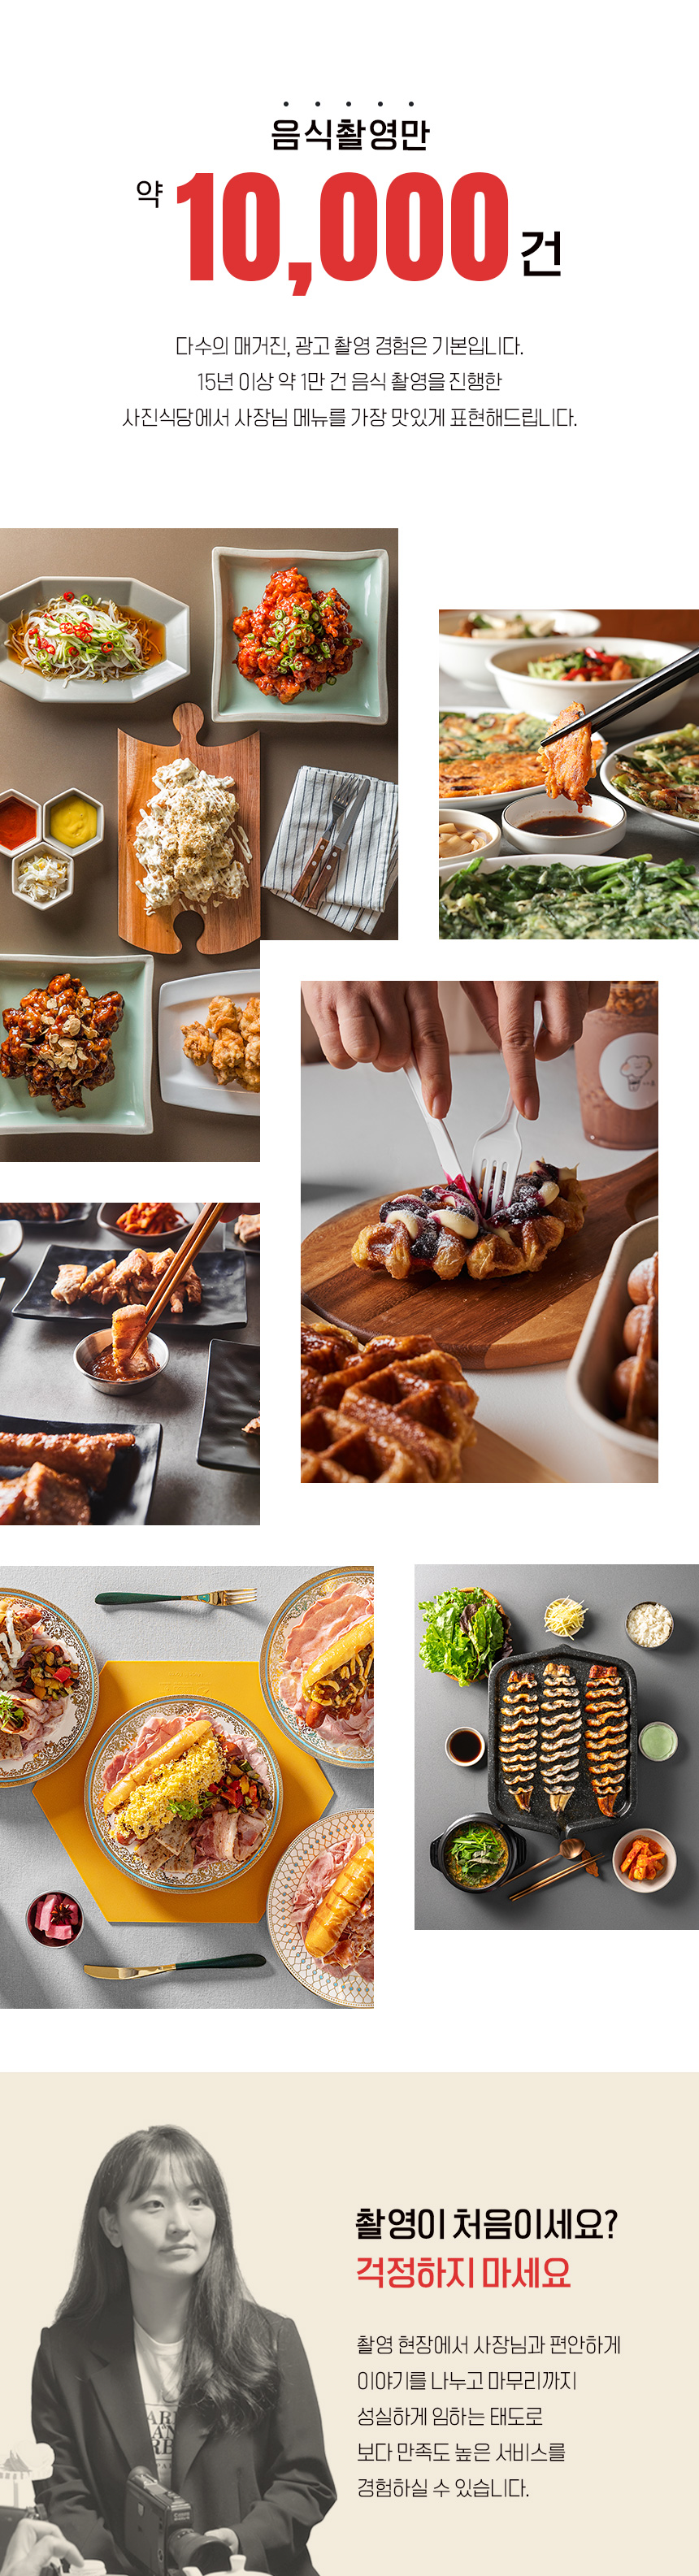 음식촬영만
약 10,000건
다수의 매거진, 광고 촬영 경험은 기본입니다.
15년 이상 약 1만 건 음식 촬영을 진행한
사진식당에서 사장님 메뉴를 가장 맛있게 표현해드립니다.
촬영이 처음이세요?
걱정하지 마세요
촬영 현장에서 사장님과 편안하게
이야기를 나누고 마무리까지
성실하게 임하는 태도로
보다 만족도 높은 서비스를
경험하실 수 있습니다.